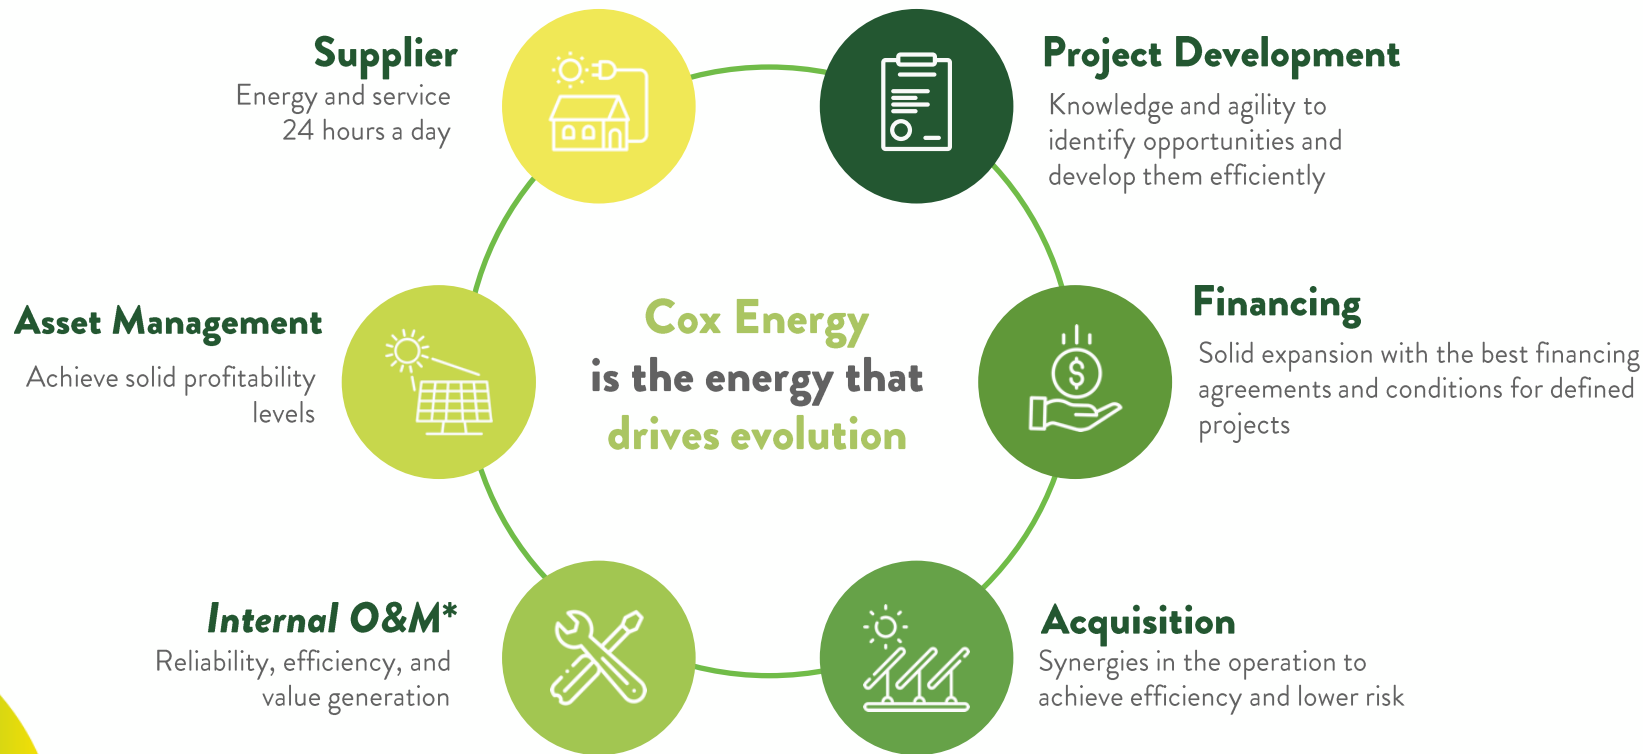 Supplier
Energy and service
24 hours a day
Project Development
Knowledge and agility to
identify opportunities and
develop them efficiently
Asset Management
Achieve solid profitability
levels
Cox Energy
is the energy that
drives evolution
Financing
Solid expansion with the best financing
agreements and conditions for defined
projects
$
Internal O&M*
Reliability, efficiency, and
value generation
Acquisition
Synergies in the operation to
achieve efficiency and lower risk